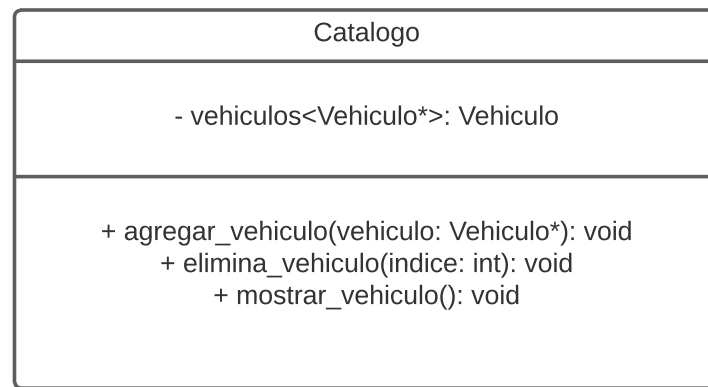 Catalogo
- vehiculos<Vehiculo*>: Vehiculo
+ agregar_vehiculo(vehiculo: Vehiculo*): void
+ elimina_vehiculo(indice: int): void
+ mostrar_vehiculo(): void